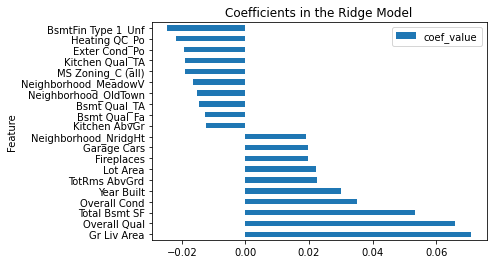 Coefficients in the Ridge Model
BsmtFin Type 1_Unf
Heating QC_Po
Exter Cond_Po
Kitchen Qual_TA
MS Zoning_C (all)
Neighborhood_MeadowV
Neighborhood_OldTown
Bsmt Qual_TA
Bsmt Qual_Fa
Kitchen AbvGr
Neighborhood_NridgHt
Garage Cars
Fireplaces
Lot Area
TotRms AbvGrd
Year Built
Overall Cond
Total Bsmt SF
Overall Qual
Gr Liv Area
Feature
coef_value
−0.02 0.00 0.02 0.04 0.06